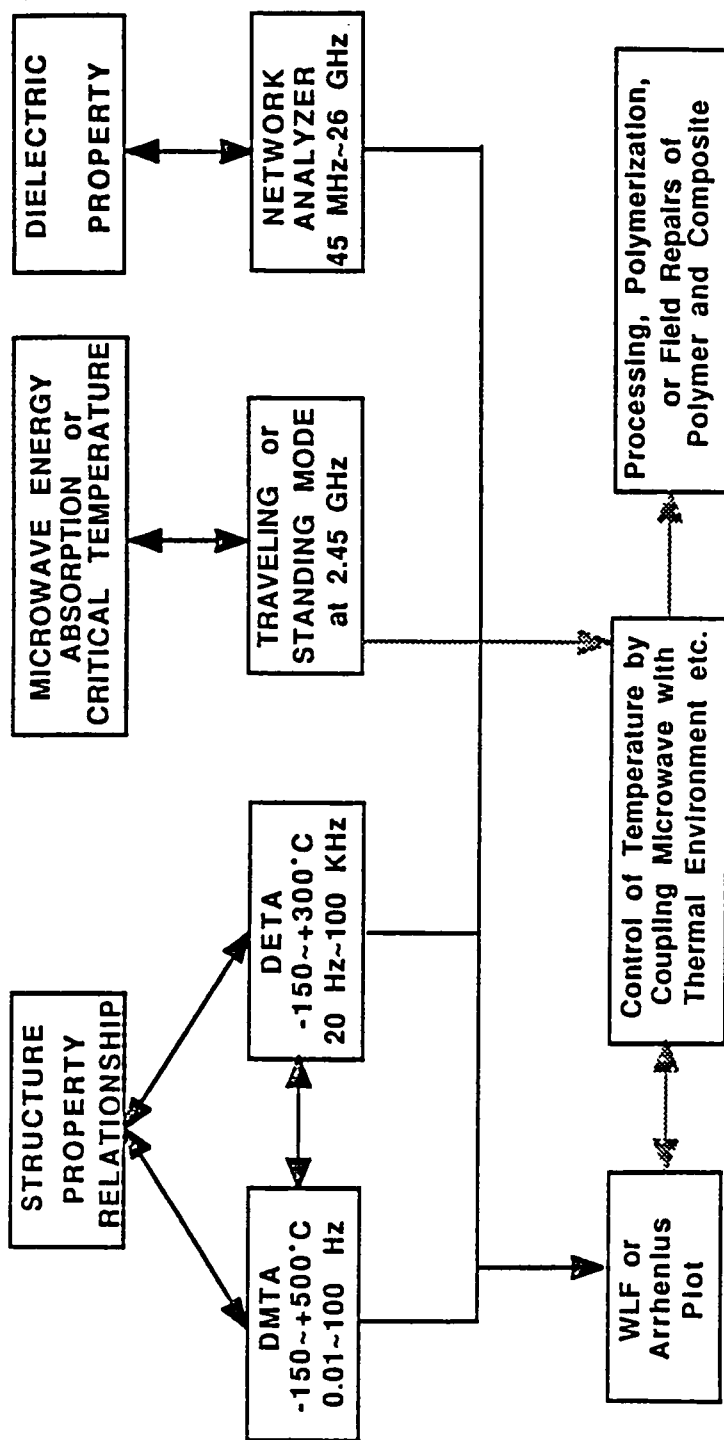 STRUCTURE
PROPERTY
RELATIONSHIP
MICROWAVE ENERGY
ABSORPTION or
CRITICAL TEMPERATURE
DIELECTRIC
PROPERTY
DMTA
-150~+500°C
0.01~100 Hz
DETA
-150~+300°C
20 Hz~100 KHz
TRAVELING or
STANDING MODE
at 2.45 GHz
NETWORK
ANALYZER
45 MHz~26 GHz
WLF or
Arrhenius
Plot
Control of Temperature by
Coupling Microwave with
Thermal Environment etc.
Processing, Polymerization,
or Field Repairs of
Polymer and Composite